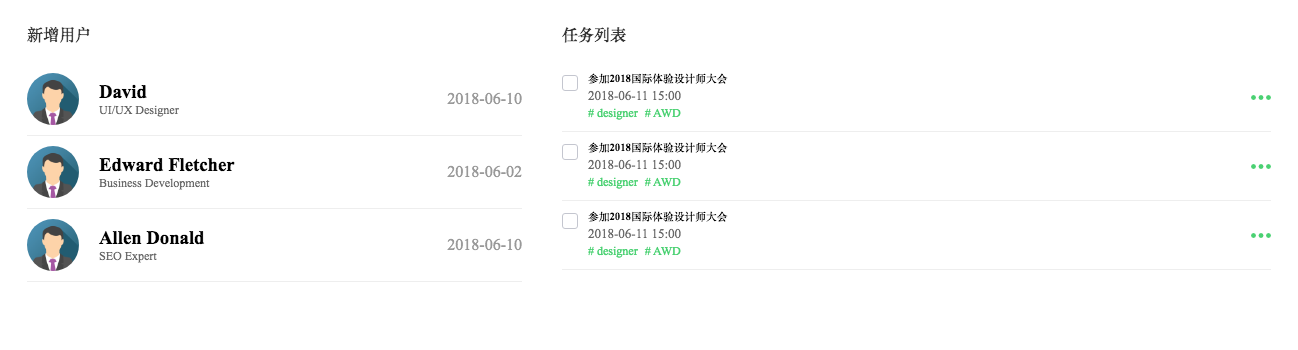 新增用户
David
UI/UX Designer
2018-06-10
Edward Fletcher
Business Development
2018-06-02
Allen Donald
SEO Expert
2018-06-10
任务列表
参加2018国际体验设计师大会
2018-06-11 15:00
# designer # AWD
参加2018国际体验设计师大会
2018-06-11 15:00
# designer # AWD
参加2018国际体验设计师大会
2018-06-11 15:00
# designer # AWD